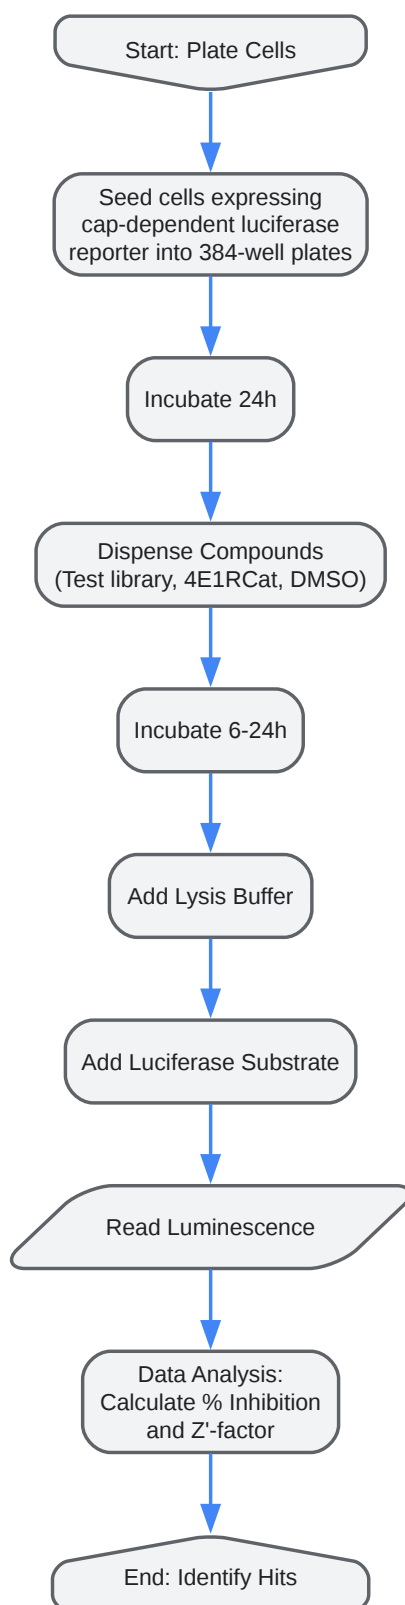 Start: Plate Cells
Seed cells expressing
cap-dependent luciferase
reporter into 384-well plates
Incubate 24h
Dispense Compounds
(Test library, 4E1RCat, DMSO)
Incubate 6-24h
Add Lysis Buffer
Add Luciferase Substrate
Read Luminescence
Data Analysis:
Calculate % Inhibition
and Z'-factor
End: Identify Hits